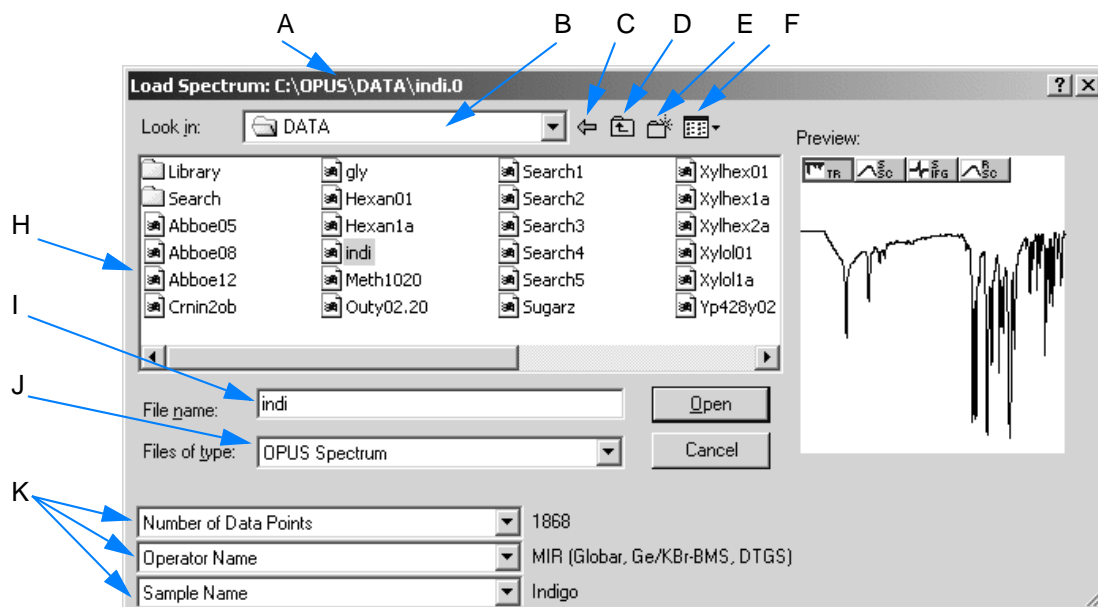 A B C D E F
Load Spectrum: C:\OPUS\DATA\indi.0
Look in: DATA
Preview:
Library gly Search1 Xylhex01
TR S SC S IFG R SC
Search Hexan01 Search2 Xylhex1a
H
Abboe05 Hexan1a Search3 Xylhex2a
Abboe08 indi Search4 Xylol01
Abboe12 Meth1020 Search5 Xylol1a
I
Crnin2ob Outy02.20 Sugarz Yp428y02
J
File name: indi Open
Files of type: OPUS Spectrum Cancel
K
Number of Data Points 1868
Operator Name MIR (Globar, Ge/KBr-BMS, DTGS)
Sample Name Indigo